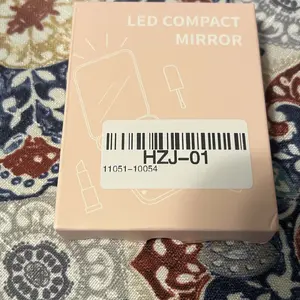 LED COMPACT
MIRROR
HZJ-01
11051-10054